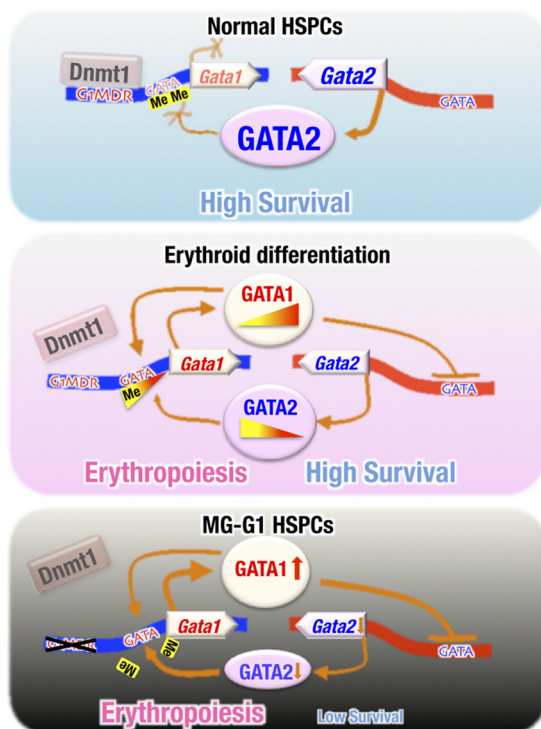 Normal HSPCs
Dnmt1
G1MDR
GATA
Me Me
Gata1
Gata2
GATA
GATA2
High Survival
Erythroid differentiation
GATA1
Dnmt1
G1MDR
GATA
Me
Gata1
Gata2
GATA
GATA2
Erythropoiesis
High Survival
MG-G1 HSPCs
Dnmt1
GATA1
GATA
Me
Me
Gata1
Gata2
GATA
GATA2
Erythropoiesis
Low Survival